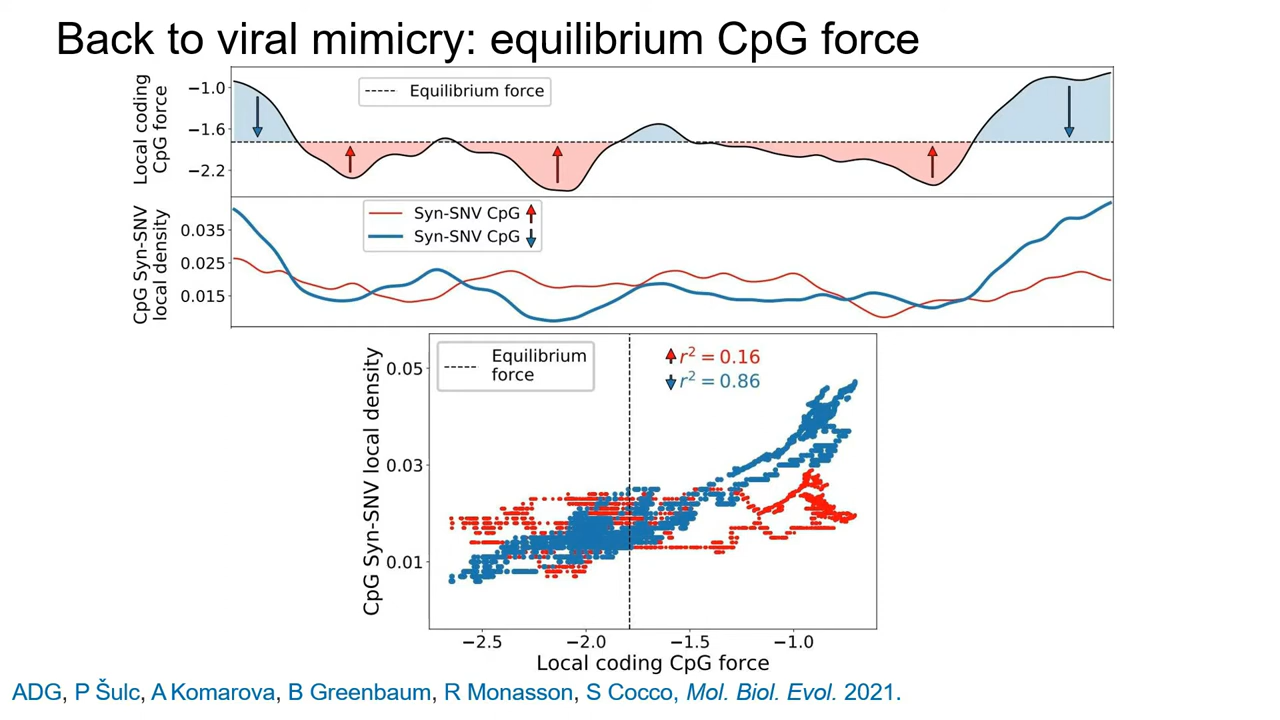 Back to viral mimicry: equilibrium CpG force
Local coding
CpG force
−1.0
−1.6
−2.2
Equilibrium force
CpG Syn-SNV
local density
0.035
0.025
0.015
Syn-SNV CpG
Syn-SNV CpG
CpG Syn-SNV local density
0.05
0.03
0.01
Equilibrium
force
r² = 0.16
r² = 0.86
−2.5
−2.0
−1.5
−1.0
Local coding CpG force
ADG, P Šulc, A Komarova, B Greenbaum, R Monasson, S Cocco, Mol. Biol. Evol. 2021.